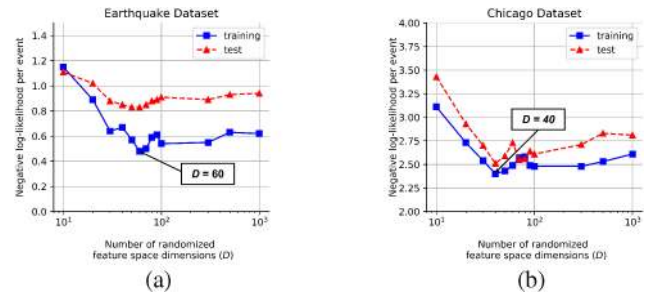 Earthquake Dataset
Negative log-likelihood per event
1.4
1.2
1.0
0.8
0.6
0.4
0.2
0.0
training
test
D = 60
10¹
10²
10³
Number of randomized
feature space dimensions (D)
(a)
Chicago Dataset
Negative log-likelihood per event
4.00
3.75
3.50
3.25
3.00
2.75
2.50
2.25
2.00
training
test
D = 40
10¹
10²
10³
Number of randomized
feature space dimensions (D)
(b)